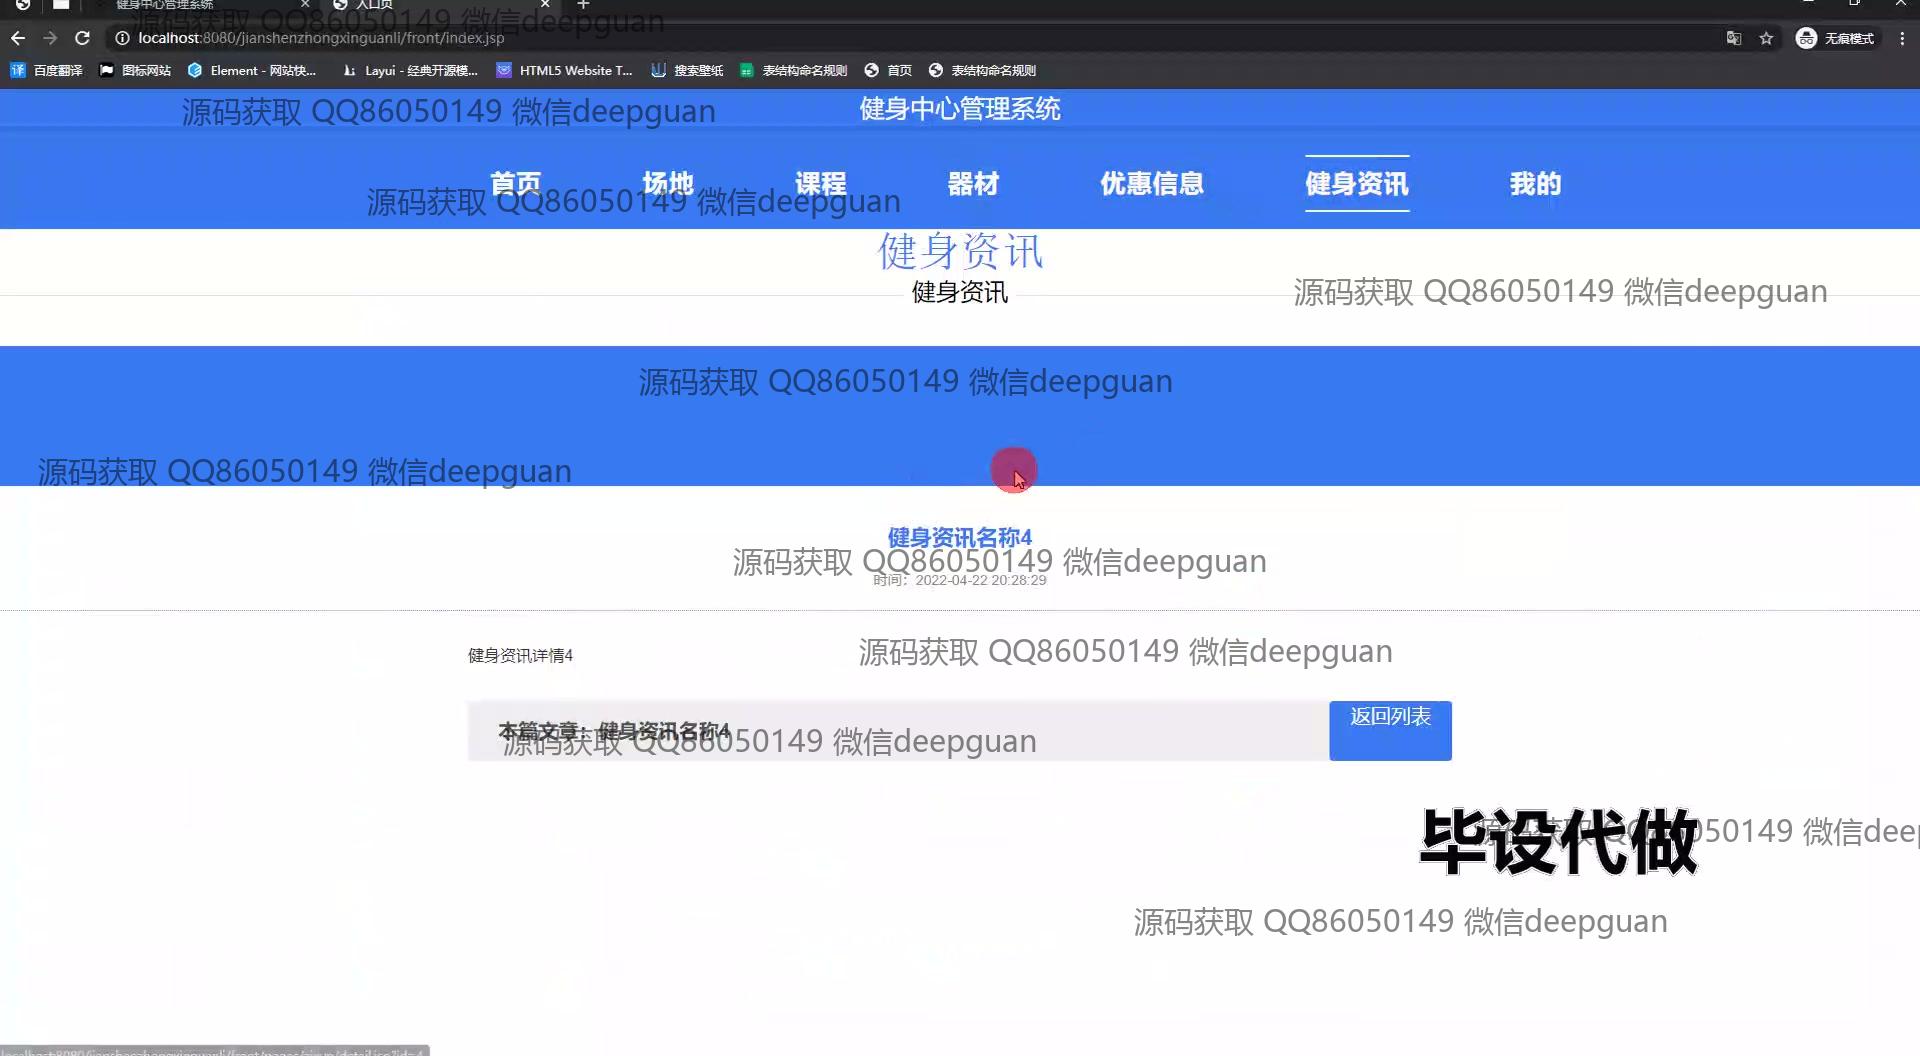 健身中心管理系统
入口页
源码获取 QQ86050149 微信deepguan
localhost:8080/jianshenzhongxinguanli/front/index.jsp
无痕模式
百度翻译 图标网站 Element - 网站快... Layui - 经典开源模... HTML5 Website T... 搜索壁纸 表结构命名规则 首页 表结构命名规则
源码获取 QQ86050149 微信deepguan
健身中心管理系统
首页 场地 课程 器材 优惠信息 健身资讯 我的
源码获取 QQ86050149 微信deepguan
健身资讯
健身资讯
源码获取 QQ86050149 微信deepguan
源码获取 QQ86050149 微信deepguan
源码获取 QQ86050149 微信deepguan
健身资讯名称4
源码获取 QQ86050149 微信deepguan
时间：2022-04-22 20:28:29
健身资讯详情4
源码获取 QQ86050149 微信deepguan
本篇文章：健身资讯名称4
返回列表
源码获取 QQ86050149 微信deepguan
毕设代做
源码获取 QQ86050149 微信deep
源码获取 QQ86050149 微信deepguan